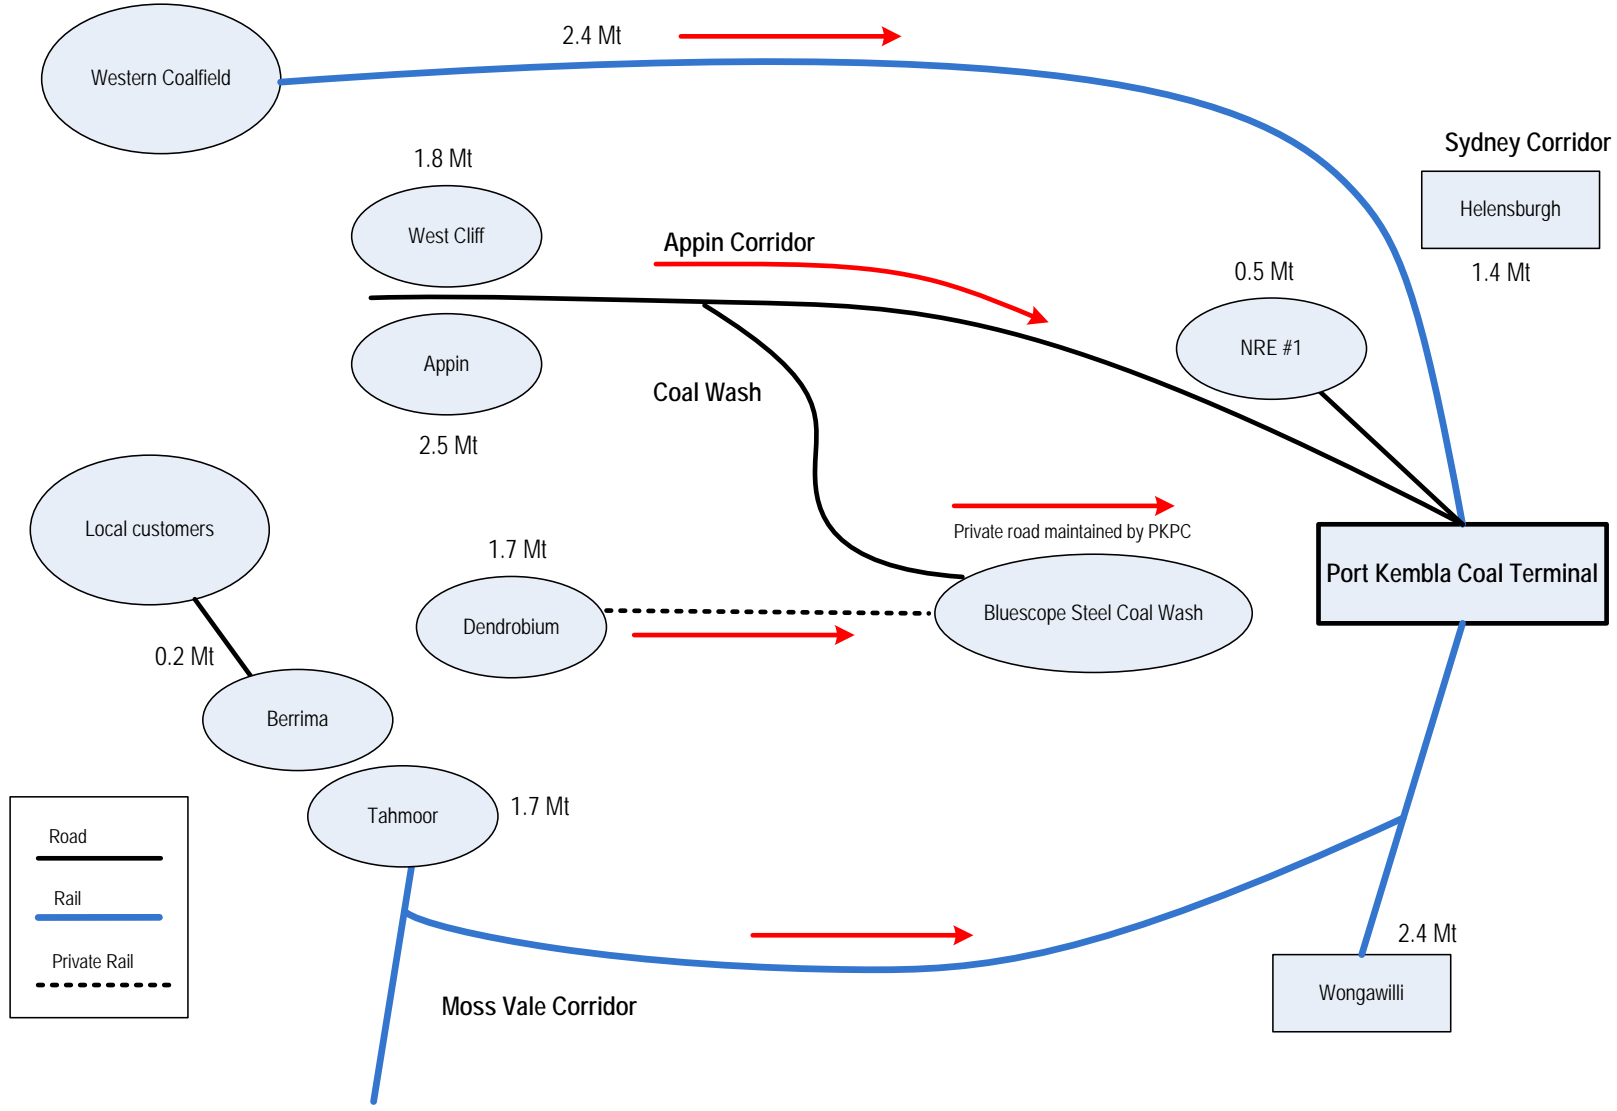 2.4 Mt
Western Coalfield
Sydney Corridor
1.8 Mt
Helensburgh
West Cliff
Appin Corridor
0.5 Mt
1.4 Mt
NRE #1
Appin
Coal Wash
2.5 Mt
Local customers
Private road maintained by PKPC
1.7 Mt
Port Kembla Coal Terminal
Dendrobium
Bluescope Steel Coal Wash
0.2 Mt
Berrima
Tahmoor
1.7 Mt
Road
Rail
2.4 Mt
Private Rail
Wongawilli
Moss Vale Corridor